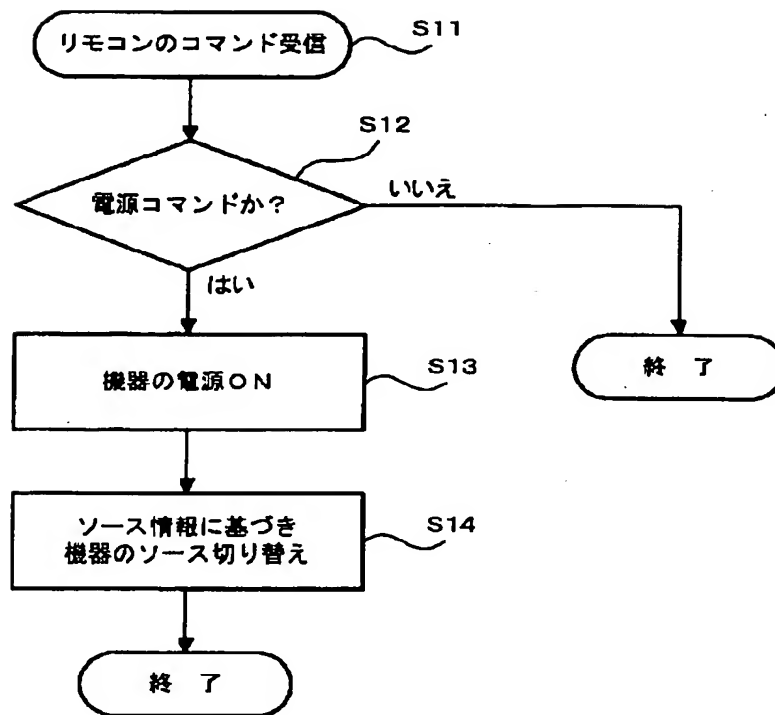 リモコンのコマンド受信
S11
S12
電源コマンドか?
いいえ
はい
機器の電源ON
S13
終 了
ソース情報に基づき
機器のソース切り替え
S14
終 了